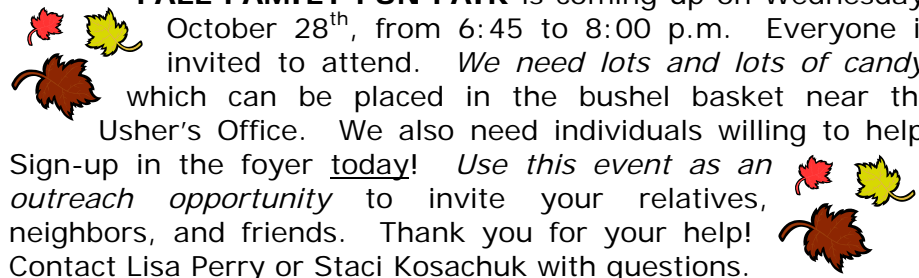 FALL FAMILY FUN FAIR is coming up on Wednesday,
October 28th, from 6:45 to 8:00 p.m. Everyone i
invited to attend. We need lots and lots of candy
which can be placed in the bushel basket near th
Usher's Office. We also need individuals willing to help
Sign-up in the foyer today! Use this event as an
outreach opportunity to invite your relatives,
neighbors, and friends. Thank you for your help!
Contact Lisa Perry or Staci Kosachuk with questions.